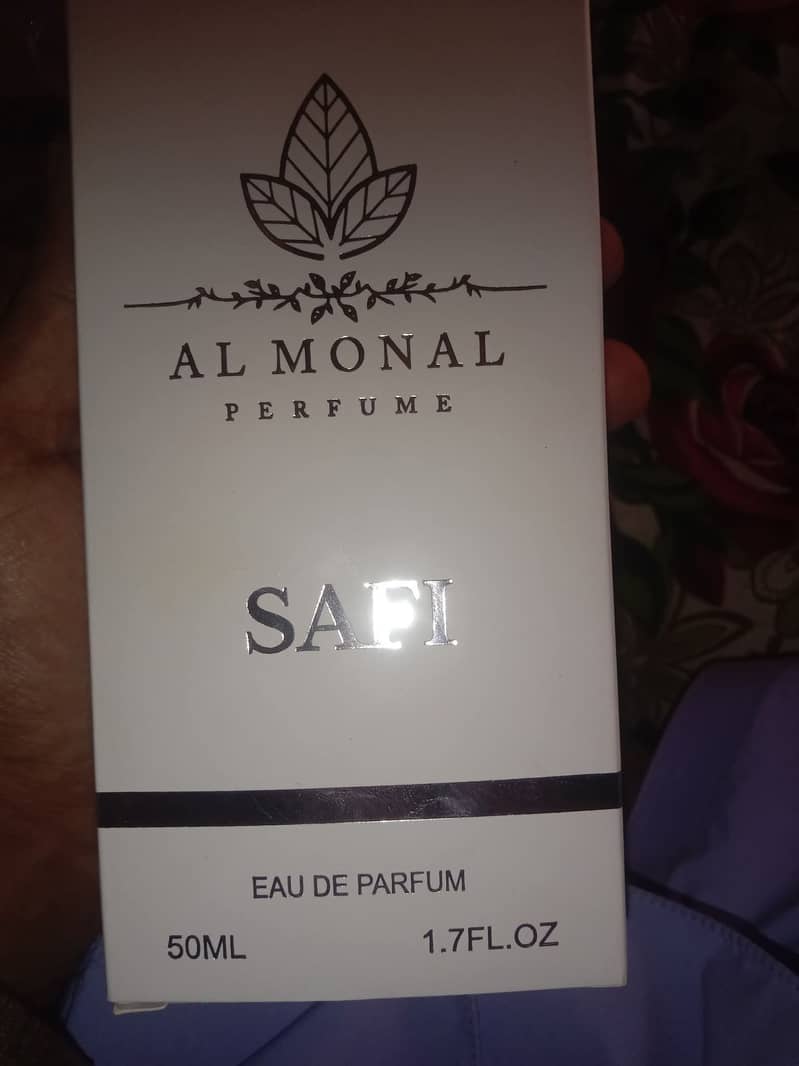 AL MONAL
PERFUME
SAFI
EAU DE PARFUM
50ML 1.7FL.OZ